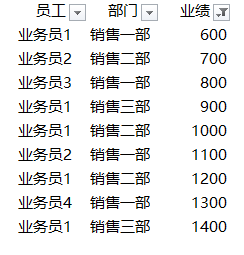 员工 部门 业绩
业务员1 销售一部 600
业务员2 销售二部 700
业务员3 销售一部 800
业务员1 销售三部 900
业务员1 销售二部 1000
业务员2 销售一部 1100
业务员1 销售二部 1200
业务员4 销售一部 1300
业务员1 销售三部 1400